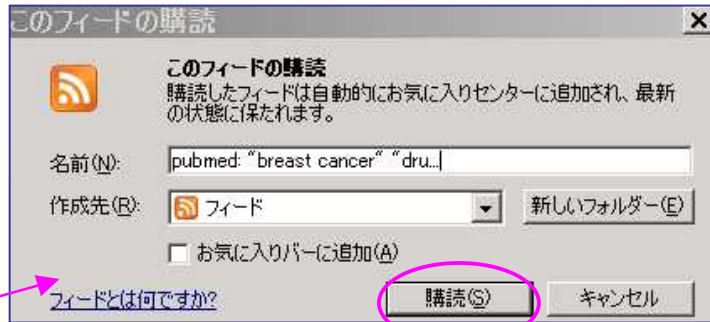 このフィードの購読
このフィードの購読
購読したフィードは自動的にお気に入りセンターに追加され、最新
の状態に保たれます。
名前(N): pubmed: "breast cancer" "dru...
作成先(R): フィード 新しいフォルダー(E)
お気に入りバーに追加(A)
フィードとは何ですか? 購読(S) キャンセル